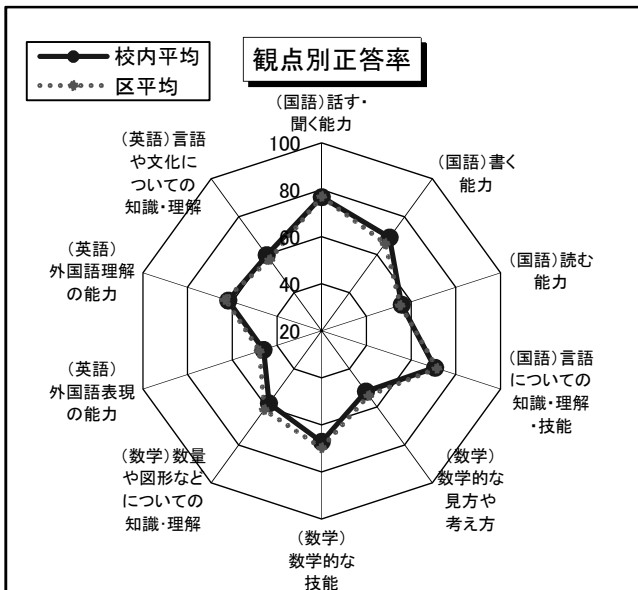 校内平均
区平均
観点別正答率
(国語)話す・
聞く能力
(国語)書く
能力
(国語)読む
能力
(国語)言語
についての
知識・理解
・技能
(数学)
数学的な
見方や
考え方
(数学)
数学的な
技能
(数学)数量
や図形など
についての
知識・理解
(英語)
外国語表現
の能力
(英語)
外国語理解
の能力
(英語)言語
や文化に
ついての
知識・理解
100
80
60
40
20